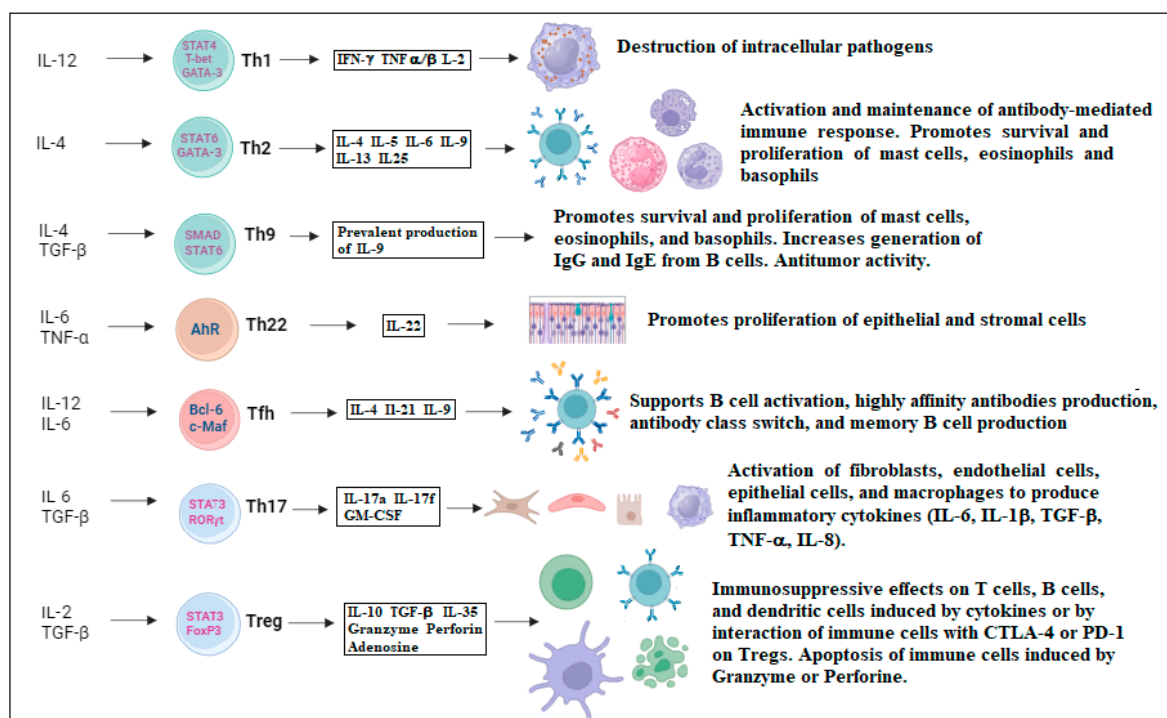 IL-12
STAT4
T-bet
GATA-3
Th1
IFN-γ TNF α/β L-2
Destruction of intracellular pathogens
IL-4
STAT6
GATA-3
Th2
IL-4 IL-5 IL-6 IL-9
IL-13 IL25
Activation and maintenance of antibody-mediated
immune response. Promotes survival and
proliferation of mast cells, eosinophils and
basophils
IL-4
TGF-β
SMAD
STAT6
Th9
Prevalent production
of IL-9
Promotes survival and proliferation of mast cells,
eosinophils, and basophils. Increases generation of
IgG and IgE from B cells. Antitumor activity.
IL-6
TNF-α
AhR
Th22
IL-22
Promotes proliferation of epithelial and stromal cells
IL-12
IL-6
Bcl-6
c-Maf
Tfh
IL-4 Il-21 IL-9
Supports B cell activation, highly affinity antibodies production,
antibody class switch, and memory B cell production
IL 6
TGF-β
STAT3
RORγt
Th17
IL-17a IL-17f
GM-CSF
Activation of fibroblasts, endothelial cells,
epithelial cells, and macrophages to produce
inflammatory cytokines (IL-6, IL-1β, TGF-β,
TNF-α, IL-8).
IL-2
TGF-β
STAT3
FoxP3
Treg
IL-10 TGF-β IL-35
Granzyme Perforin
Adenosine
Immunosuppressive effects on T cells, B cells,
and dendritic cells induced by cytokines or by
interaction of immune cells with CTLA-4 or PD-1
on Tregs. Apoptosis of immune cells induced by
Granzyme or Perforine.